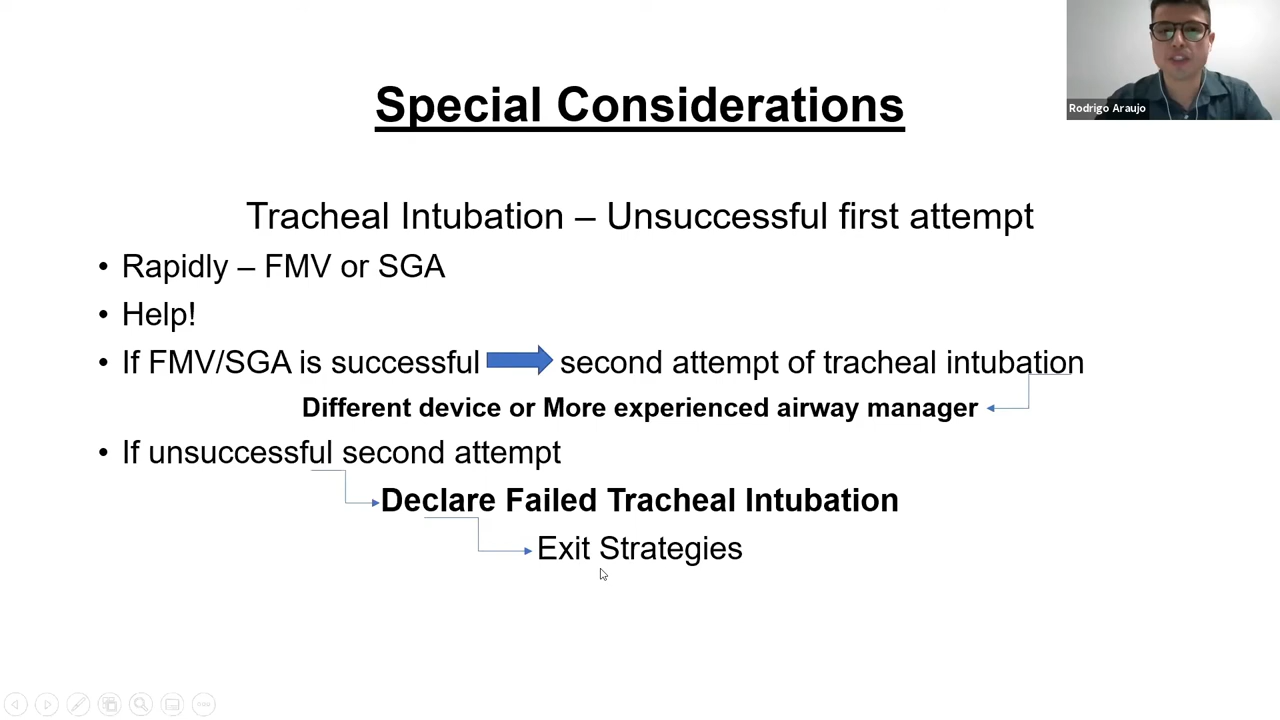 Rodrigo Araujo
Special Considerations
Tracheal Intubation – Unsuccessful first attempt
• Rapidly – FMV or SGA
• Help!
• If FMV/SGA is successful second attempt of tracheal intubation
Different device or More experienced airway manager
• If unsuccessful second attempt
Declare Failed Tracheal Intubation
Exit Strategies